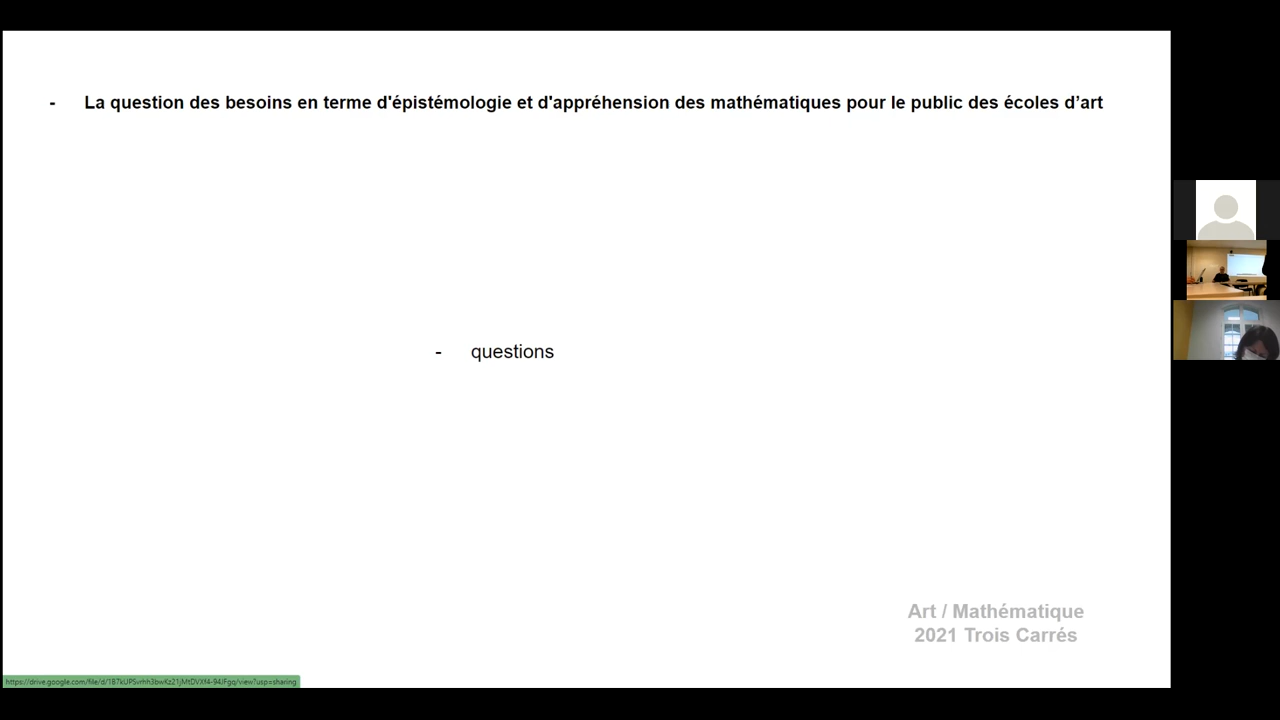 - La question des besoins en terme d'épistémologie et d'appréhension des mathématiques pour le public des écoles d’art
- questions
Art / Mathématique
2021 Trois Carrés